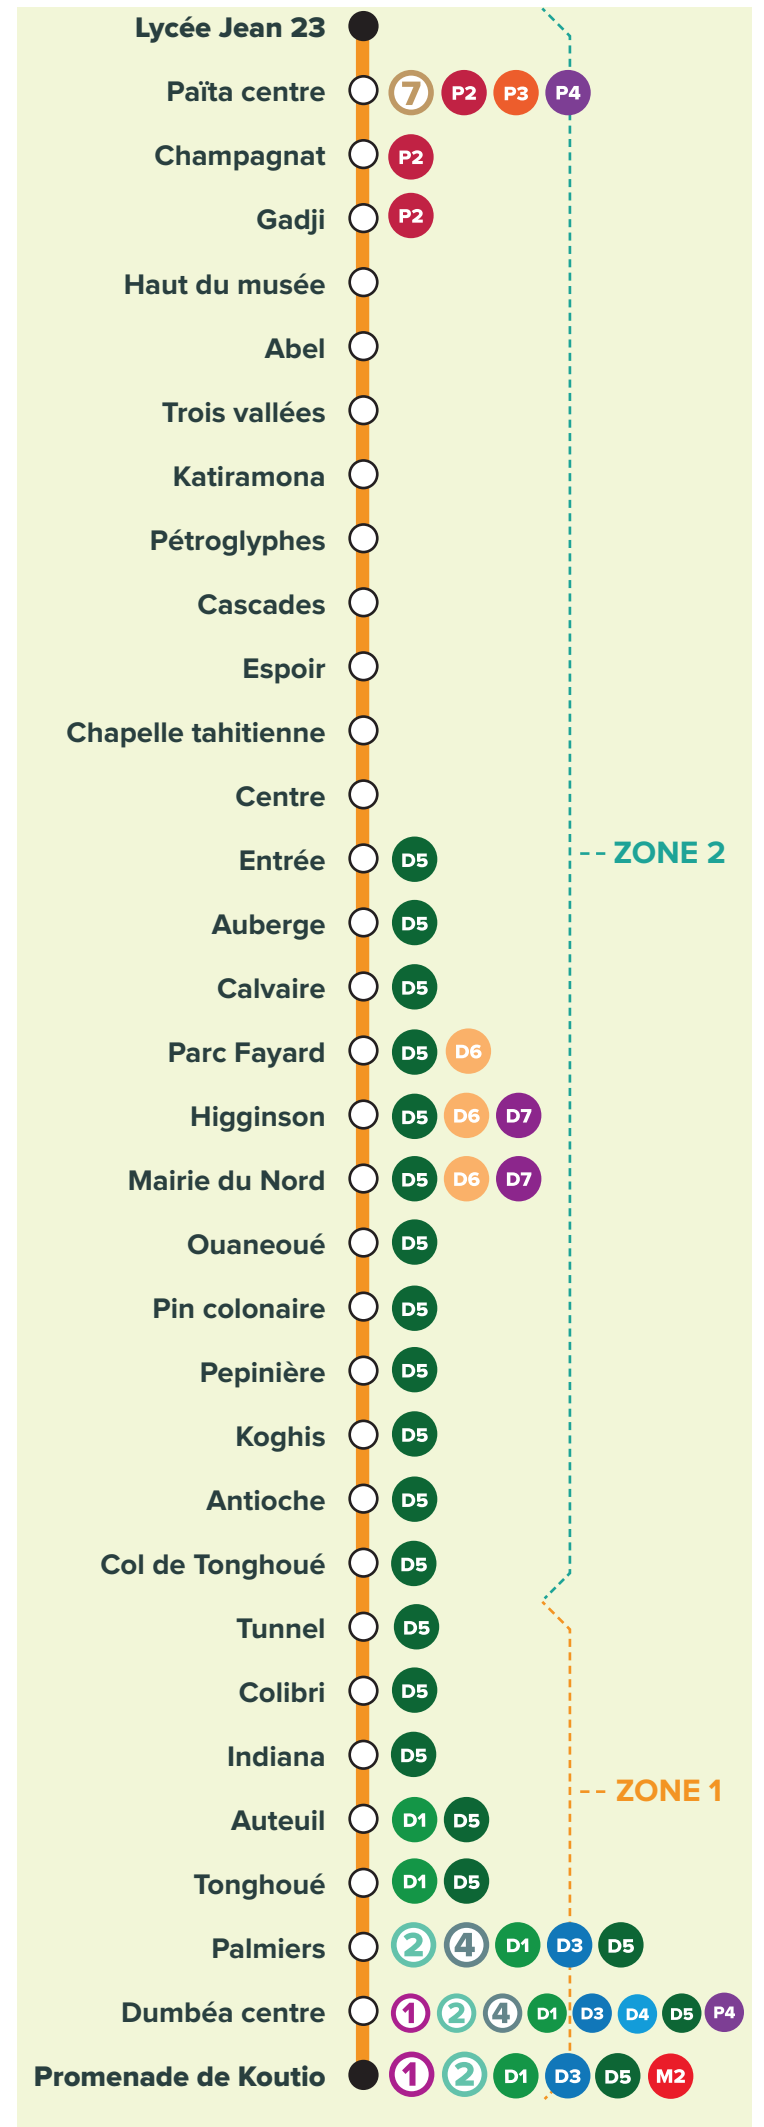 Lycée Jean 23
Païta centre 7 P2 P3 P4
Champagnat P2
Gadji P2
Haut du musée
Abel
Trois vallées
Katiramona
Pétroglyphes
Cascades
Espoir
Chapelle tahitienne
Centre
ZONE 2
Entrée D5
Auberge D5
Calvaire D5
Parc Fayard D5 D6
Higginson D5 D6 D7
Mairie du Nord D5 D6 D7
Ouaneoué D5
Pin colonaire D5
Pepinière D5
Koghis D5
Antioche D5
Col de Tonghoué D5
Tunnel D5
Colibri D5
Indiana D5
ZONE 1
Auteuil D1 D5
Tonghoué D1 D5
Palmiers 2 4 D1 D3 D5
Dumbéa centre 1 2 4 D1 D3 D4 D5 P4
Promenade de Koutio 1 2 D1 D3 D5 M2